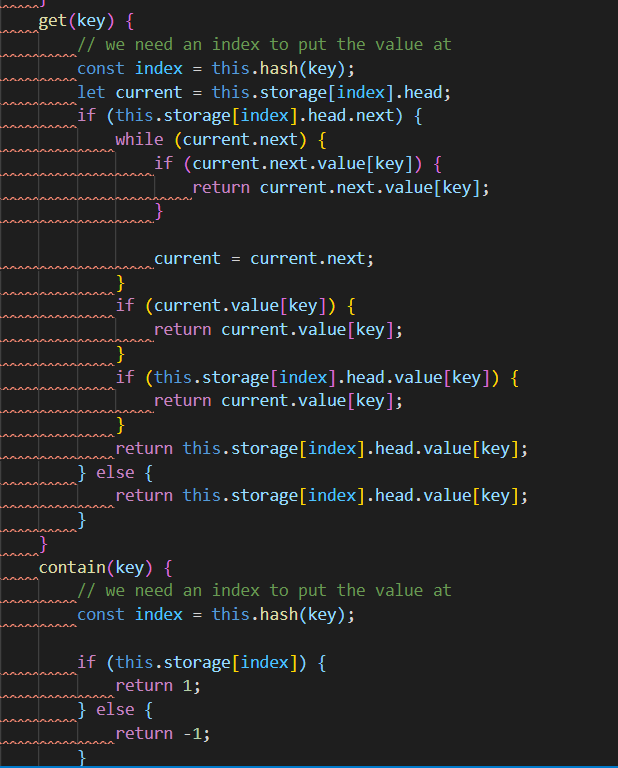 get(key) {
// we need an index to put the value at
const index = this.hash(key);
let current = this.storage[index].head;
if (this.storage[index].head.next) {
while (current.next) {
if (current.next.value[key]) {
return current.next.value[key];
}
current = current.next;
}
if (current.value[key]) {
return current.value[key];
}
if (this.storage[index].head.value[key]) {
return current.value[key];
}
return this.storage[index].head.value[key];
} else {
return this.storage[index].head.value[key];
}
}
contain(key) {
// we need an index to put the value at
const index = this.hash(key);
if (this.storage[index]) {
return 1;
} else {
return -1;
}